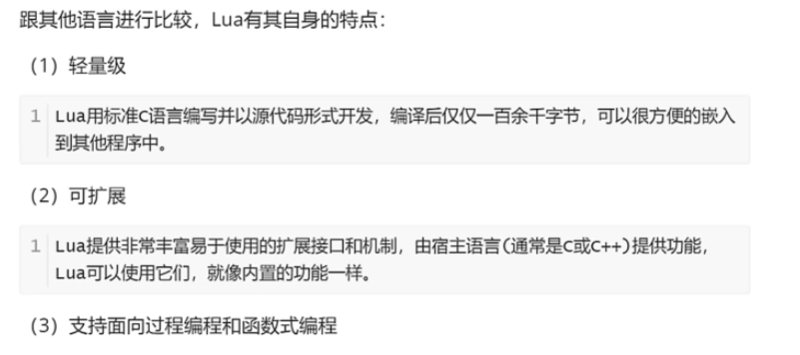 跟其他语言进行比较，Lua有其自身的特点：
（1）轻量级
1 Lua用标准C语言编写并以源代码形式开发，编译后仅仅一百余千字节，可以很方便的嵌入
到其他程序中。
（2）可扩展
1 Lua提供非常丰富易于使用的扩展接口和机制，由宿主语言(通常是C或C++)提供功能，
Lua可以使用它们，就像内置的功能一样。
（3）支持面向过程编程和函数式编程